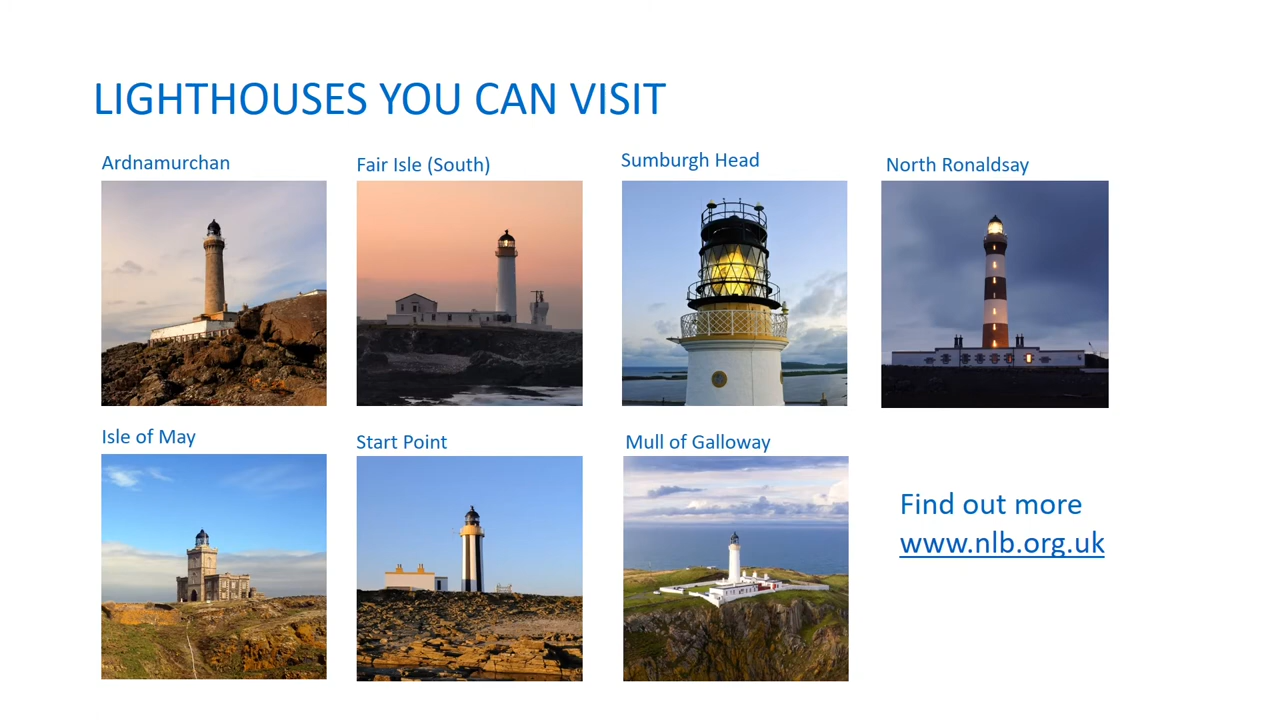 LIGHTHOUSES YOU CAN VISIT
Ardnamurchan
Fair Isle (South)
Sumburgh Head
North Ronaldsay
Isle of May
Start Point
Mull of Galloway
Find out more
www.nlb.org.uk